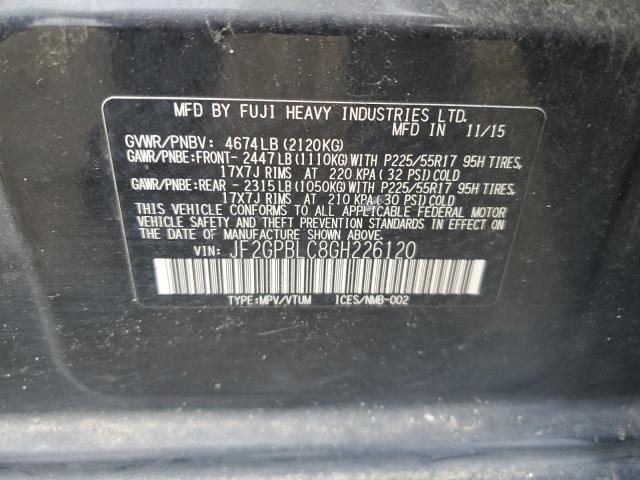 MFD BY FUJI HEAVY INDUSTRIES LTD.
MFD IN 11/15
GVWR/PNBV: 4674LB (2120KG)
GAWR/PNBE:FRONT- 2447LB (1110KG) WITH P225/55R17 95H TIRES,
17X7J RIMS AT 220 KPA ( 32 PSI) COLD
GAWR/PNBE:REAR - 2315LB (1050KG) WITH P225/55R17 95H TIRES,
17X7J RIMS AT 210 KPA ( 30 PSI) COLD
THIS VEHICLE CONFORMS TO ALL APPLICABLE FEDERAL MOTOR
VEHICLE SAFETY AND THEFT PREVENTION STANDARDS IN EFFECT ON
THE DATE OF MANUFACTURE SHOWN ABOVE.
VIN: JF2GPBLC8GH226120
TYPE:MPV/VTUM ICES/NMB-002